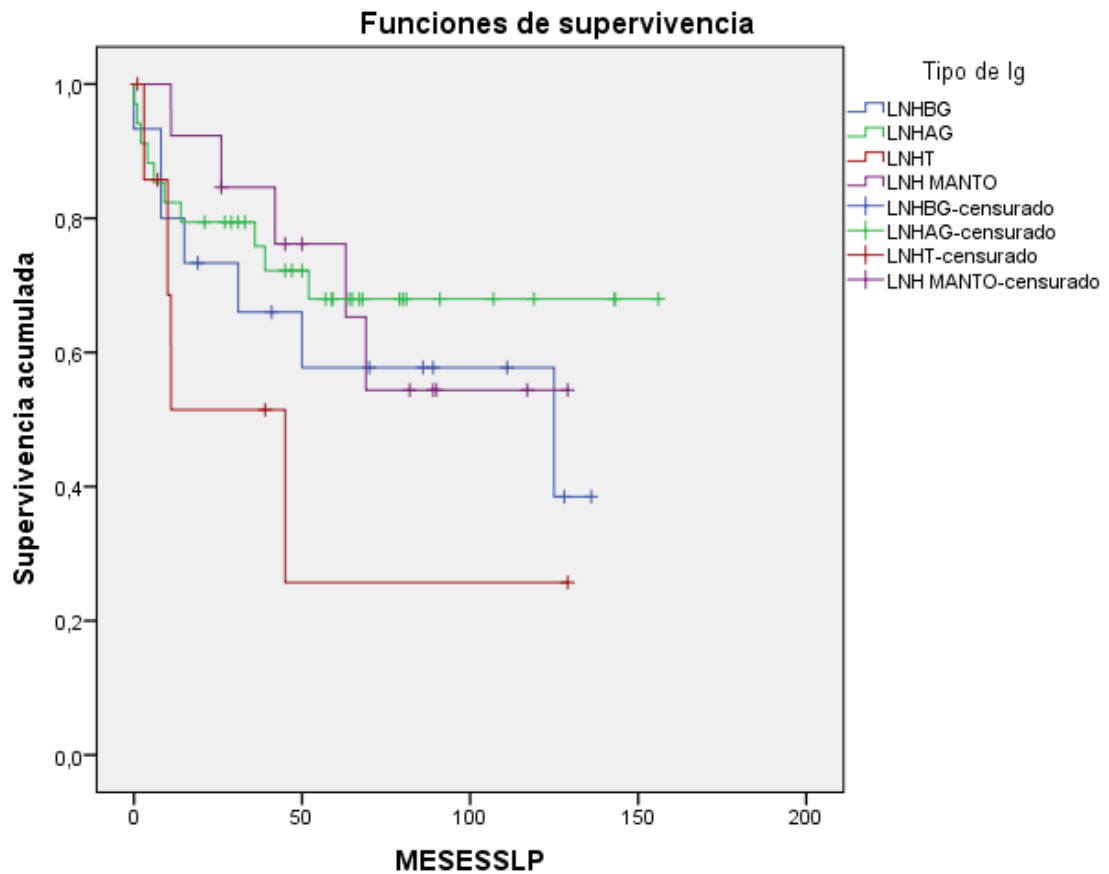 Funciones de supervivencia
Supervivencia acumulada
1,0
0,8
0,6
0,4
0,2
0,0
0
50
100
150
200
MESESSLP
Tipo de Ig
LNHBG
LNHAG
LNHT
LNH MANTO
LNHBG-censurado
LNHAG-censurado
LNHT-censurado
LNH MANTO-censurado